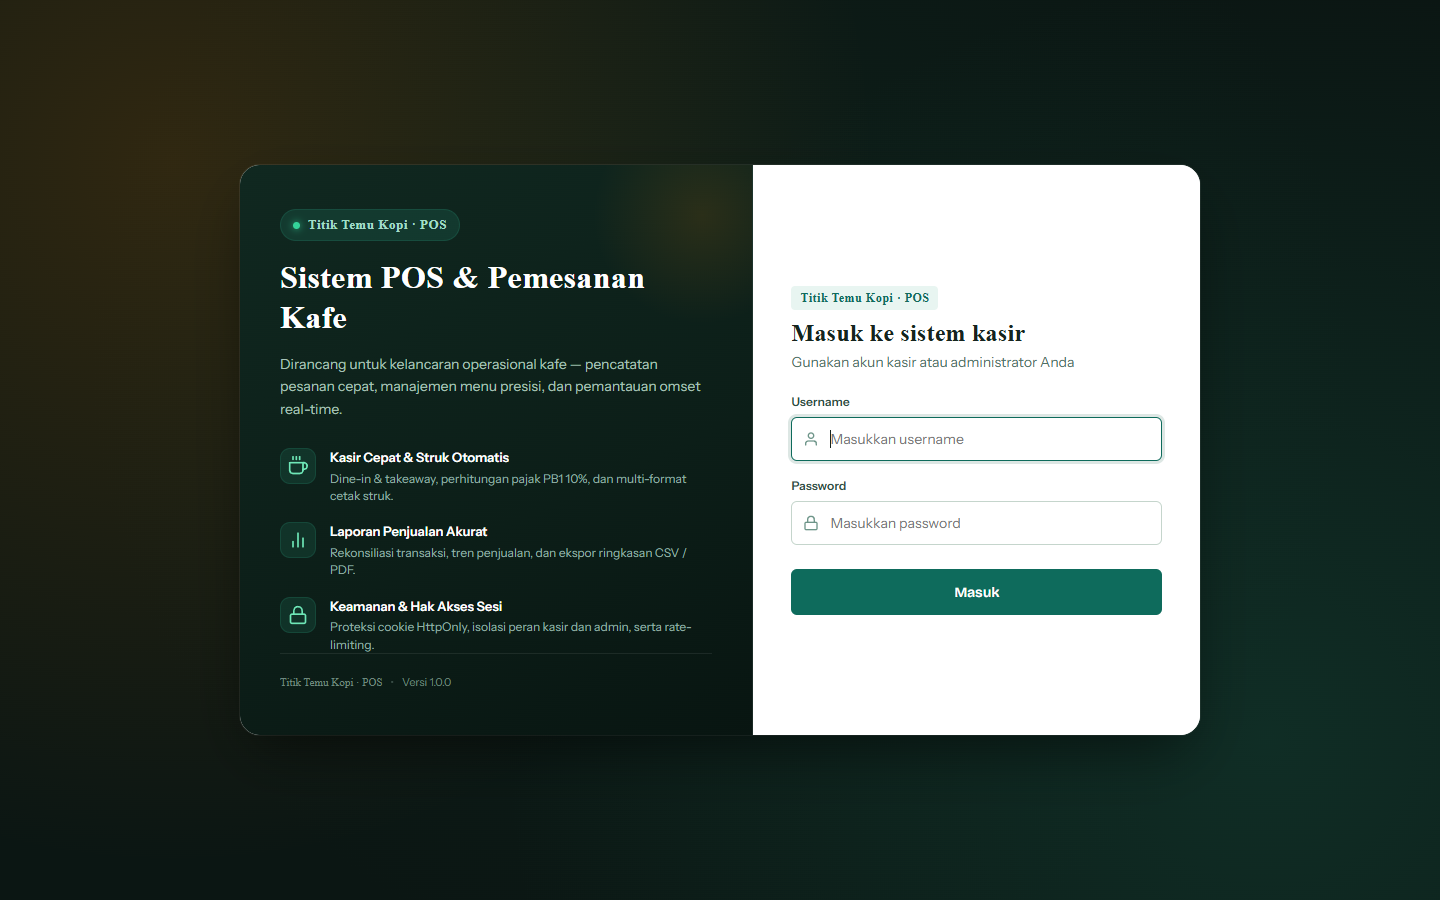 Titik Temu Kopi · POS
Sistem POS & Pemesanan
Kafe
Dirancang untuk kelancaran operasional kafe — pencatatan
pesanan cepat, manajemen menu presisi, dan pemantauan omset
real-time.
Kasir Cepat & Struk Otomatis
Dine-in & takeaway, perhitungan pajak PB1 10%, dan multi-format
cetak struk.
Laporan Penjualan Akurat
Rekonsiliasi transaksi, tren penjualan, dan ekspor ringkasan CSV /
PDF.
Keamanan & Hak Akses Sesi
Proteksi cookie HttpOnly, isolasi peran kasir dan admin, serta rate-
limiting.
Titik Temu Kopi · POS · Versi 1.0.0
Titik Temu Kopi · POS
Masuk ke sistem kasir
Gunakan akun kasir atau administrator Anda
Username
Masukkan username
Password
Masukkan password
Masuk